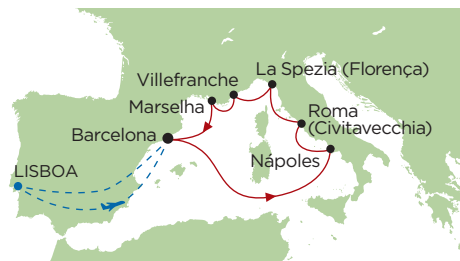 Villefranche
La Spezia (Florença)
Marselha
Roma
(Civitavecchia)
Barcelona
Nápoles
LISBOA